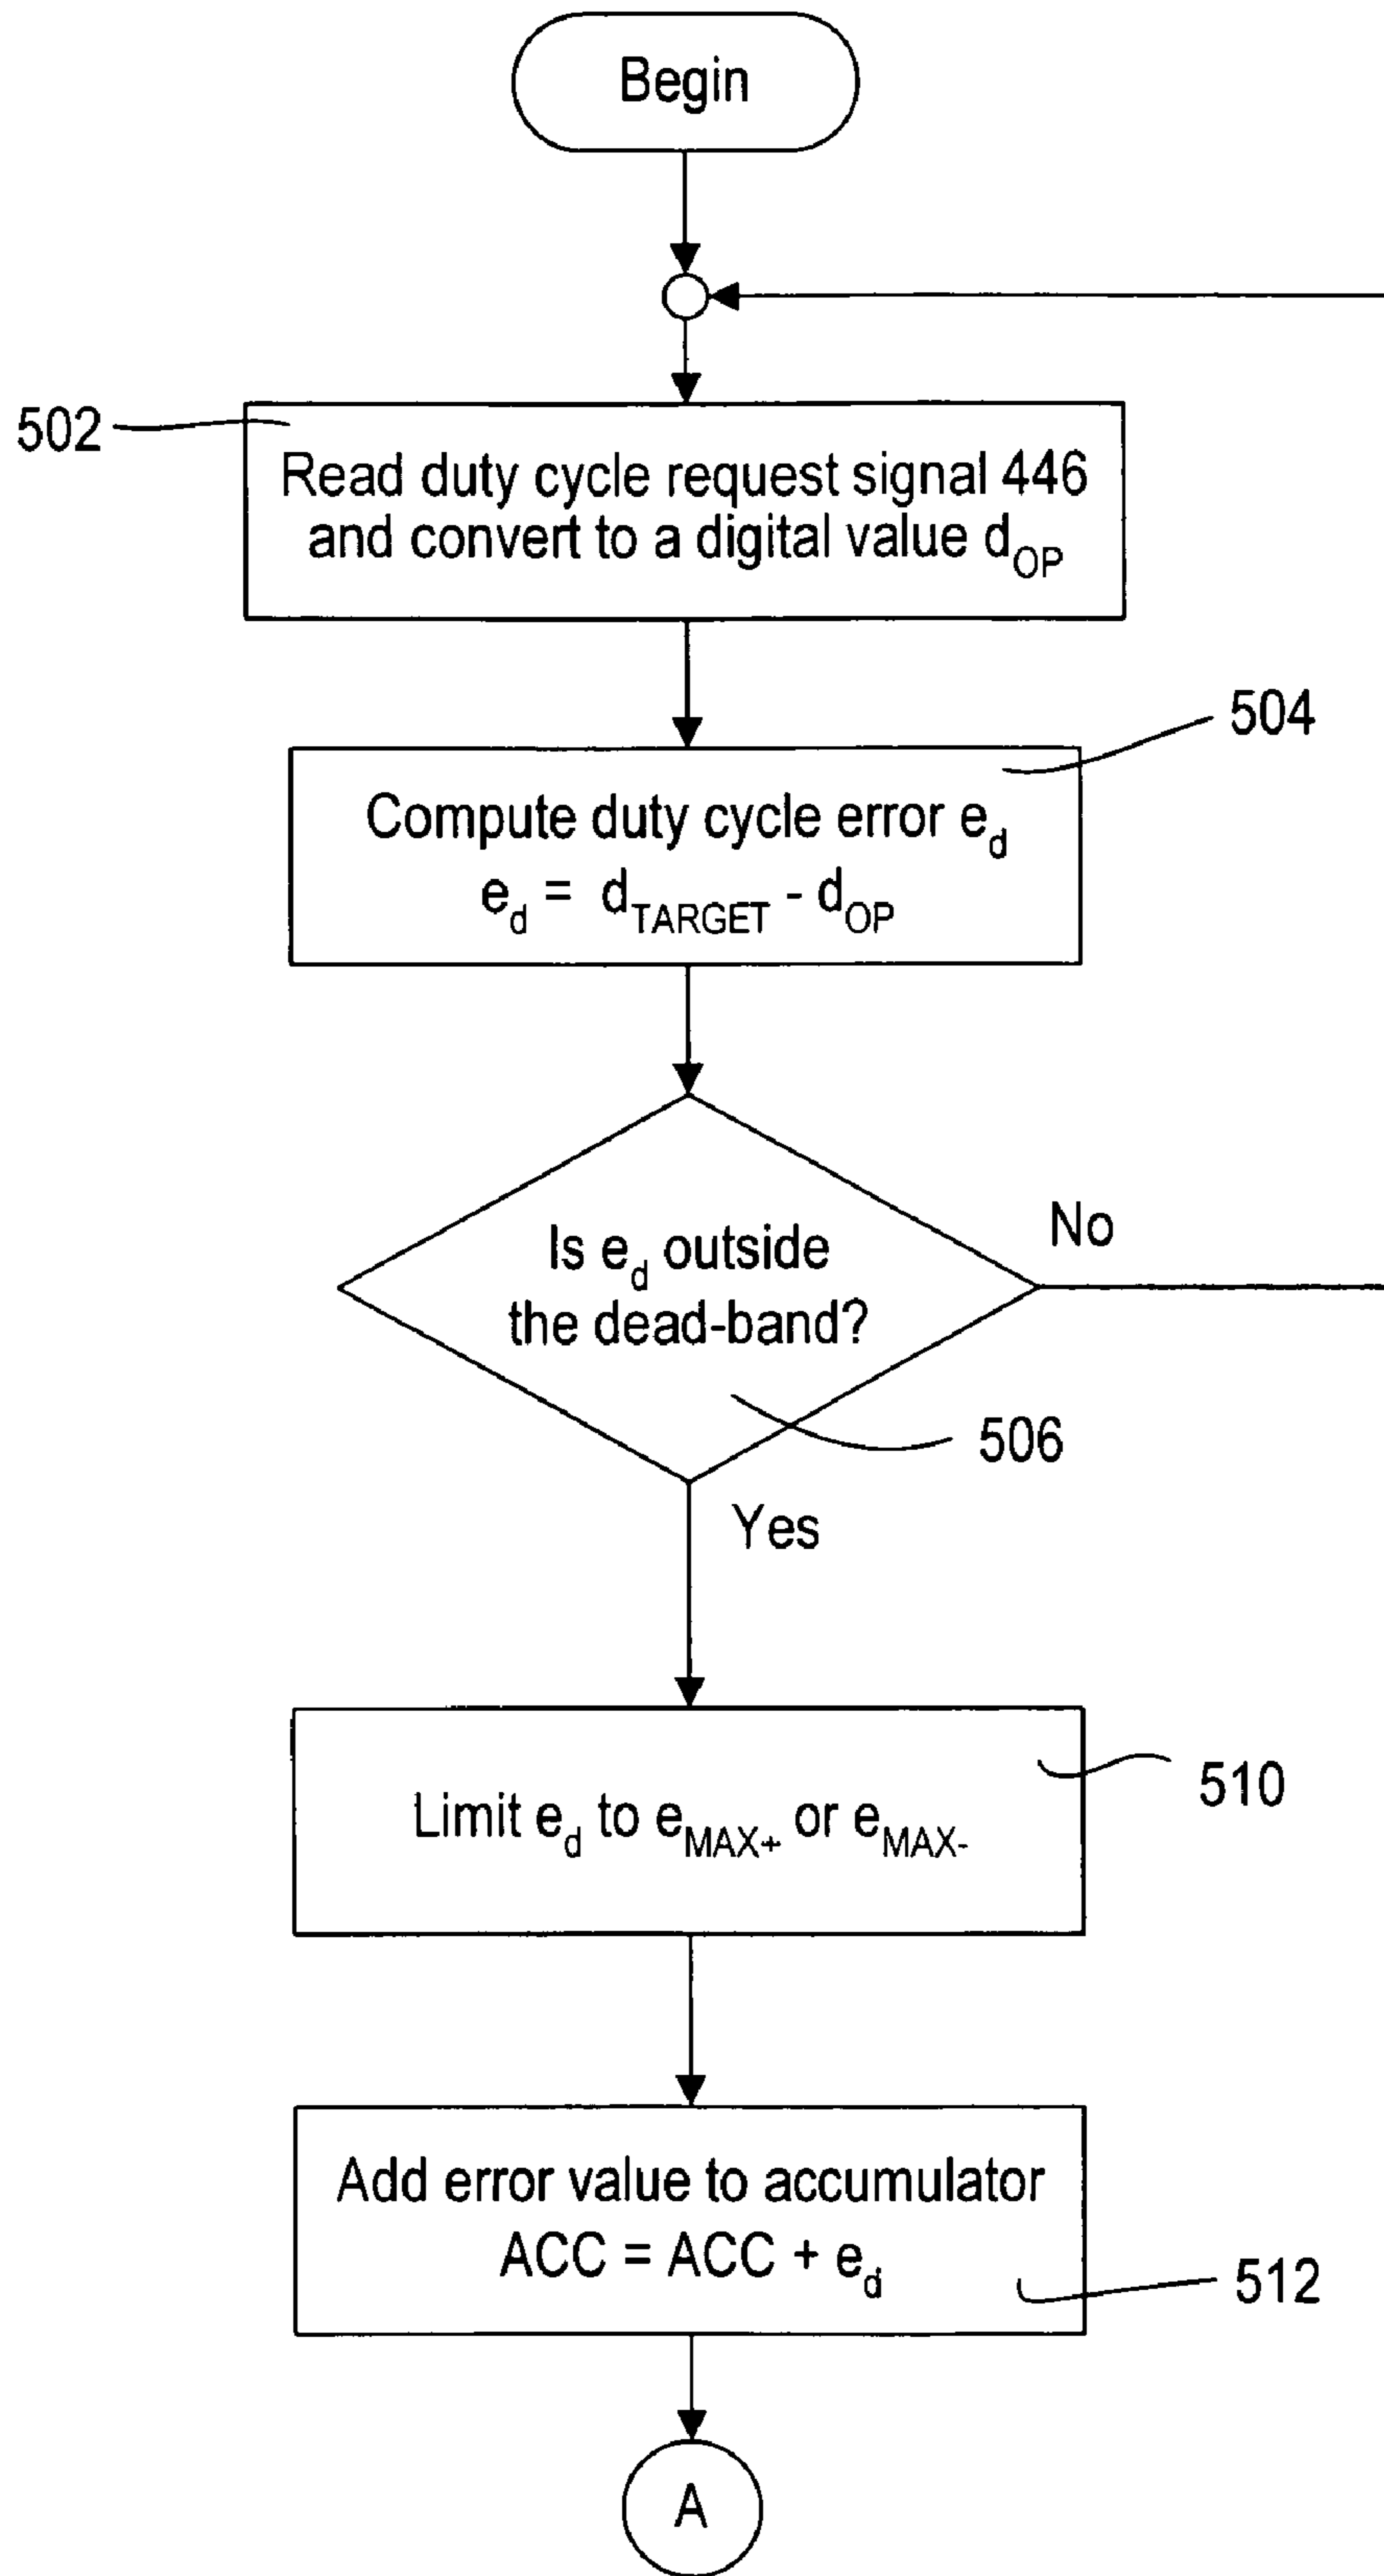 Begin
502
Read duty cycle request signal 446
and convert to a digital value d_OP
504
Compute duty cycle error e_d
e_d = d_TARGET - d_OP
Is e_d outside
the dead-band?
No
506
Yes
510
Limit e_d to e_MAX+ or e_MAX-
Add error value to accumulator
ACC = ACC + e_d
512
A